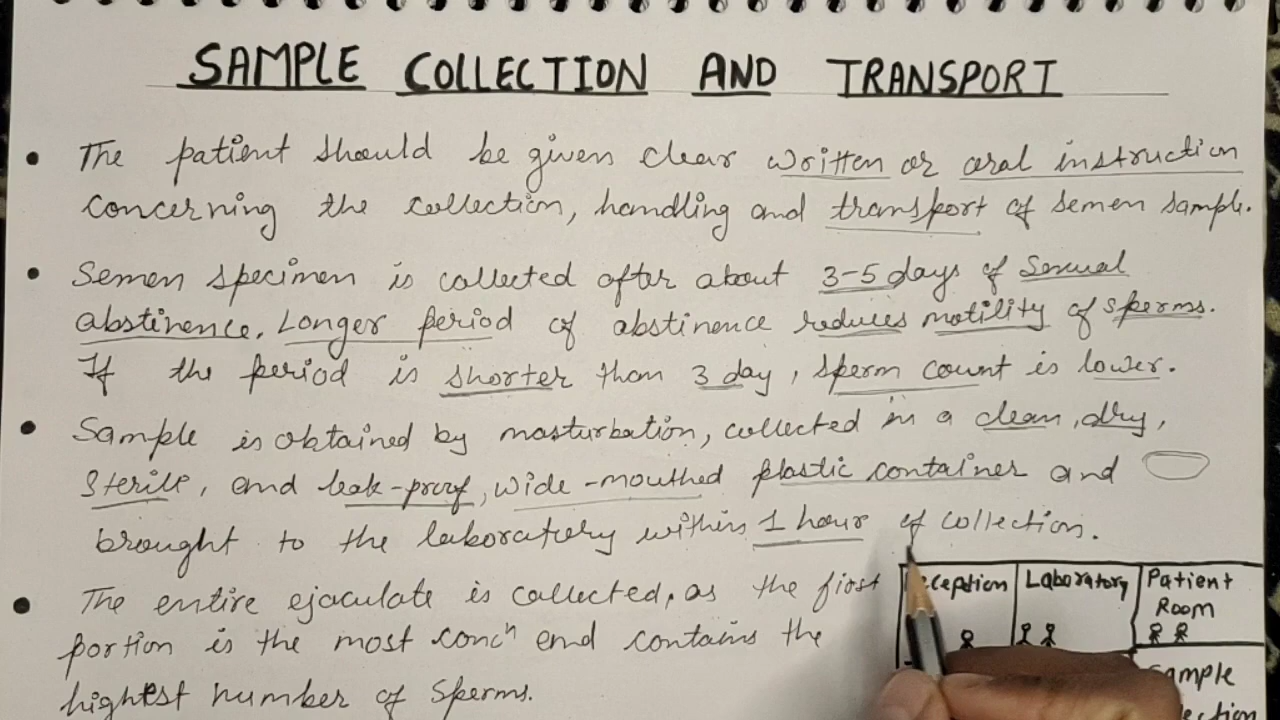 SAMPLE COLLECTION AND TRANSPORT
• The patient should be given clear written or oral instruction
concerning the collection, handling and transport of semen sample.
• Semen specimen is collected after about 3-5 days of Sexual
abstinence. Longer period of abstinence reduces motility of sperms.
If the period is shorter than 3 day, sperm count is lower.
• Sample is obtained by masturbation, collected in a clean, dry,
Sterile, and leak-proof, wide-mouthed plastic container and
brought to the laboratory within 1 hour of collection.
• The entire ejaculate is collected, as the first
portion is the most concⁿ and contains the
highest number of Sperms.
Laboratory
Patient
Room